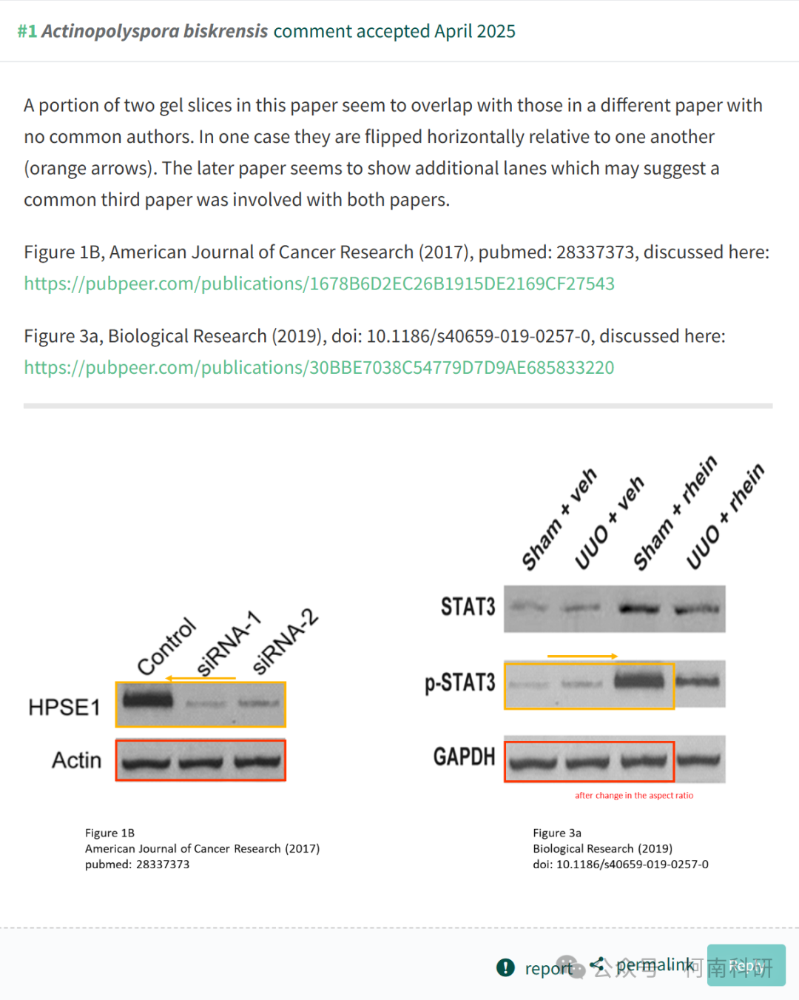 #1 Actinopolyspora biskrensis comment accepted April 2025
A portion of two gel slices in this paper seem to overlap with those in a different paper with
no common authors. In one case they are flipped horizontally relative to one another
(orange arrows). The later paper seems to show additional lanes which may suggest a
common third paper was involved with both papers.
Figure 1B, American Journal of Cancer Research (2017), pubmed: 28337373, discussed here:
https://pubpeer.com/publications/1678B6D2EC26B1915DE2169CF27543
Figure 3a, Biological Research (2019), doi: 10.1186/s40659-019-0257-0, discussed here:
https://pubpeer.com/publications/30BBE7038C54779D7D9AE685833220
Control
siRNA-1
siRNA-2
HPSE1
Actin
Figure 1B
American Journal of Cancer Research (2017)
pubmed: 28337373
Sham + veh
UUO + veh
Sham + rhein
UUO + rhein
STAT3
p-STAT3
GAPDH
after change in the aspect ratio
Figure 3a
Biological Research (2019)
doi: 10.1186/s40659-019-0257-0
report
permalink
Reply
公众号 · 柯南科研